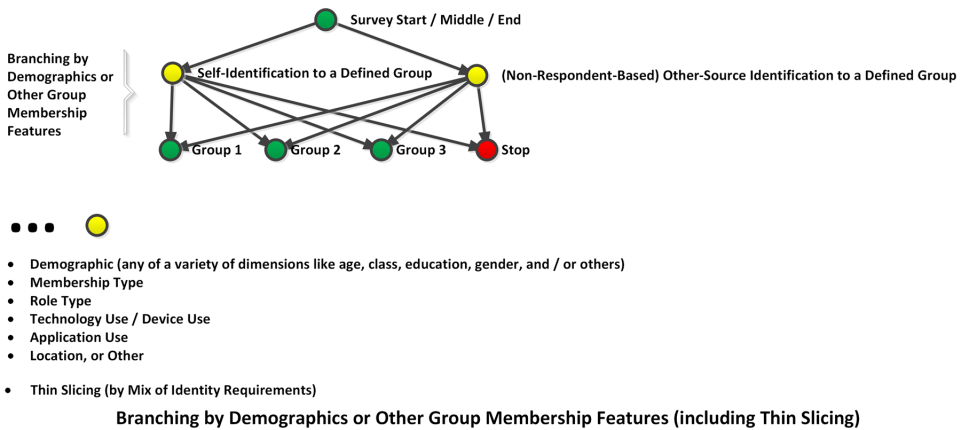 Survey Start / Middle / End
Branching by
Demographics or
Other Group
Membership
Features
Self-Identification to a Defined Group
(Non-Respondent-Based) Other-Source Identification to a Defined Group
Group 1
Group 2
Group 3
Stop
...
• Demographic (any of a variety of dimensions like age, class, education, gender, and / or others)
• Membership Type
• Role Type
• Technology Use / Device Use
• Application Use
• Location, or Other
• Thin Slicing (by Mix of Identity Requirements)
Branching by Demographics or Other Group Membership Features (including Thin Slicing)